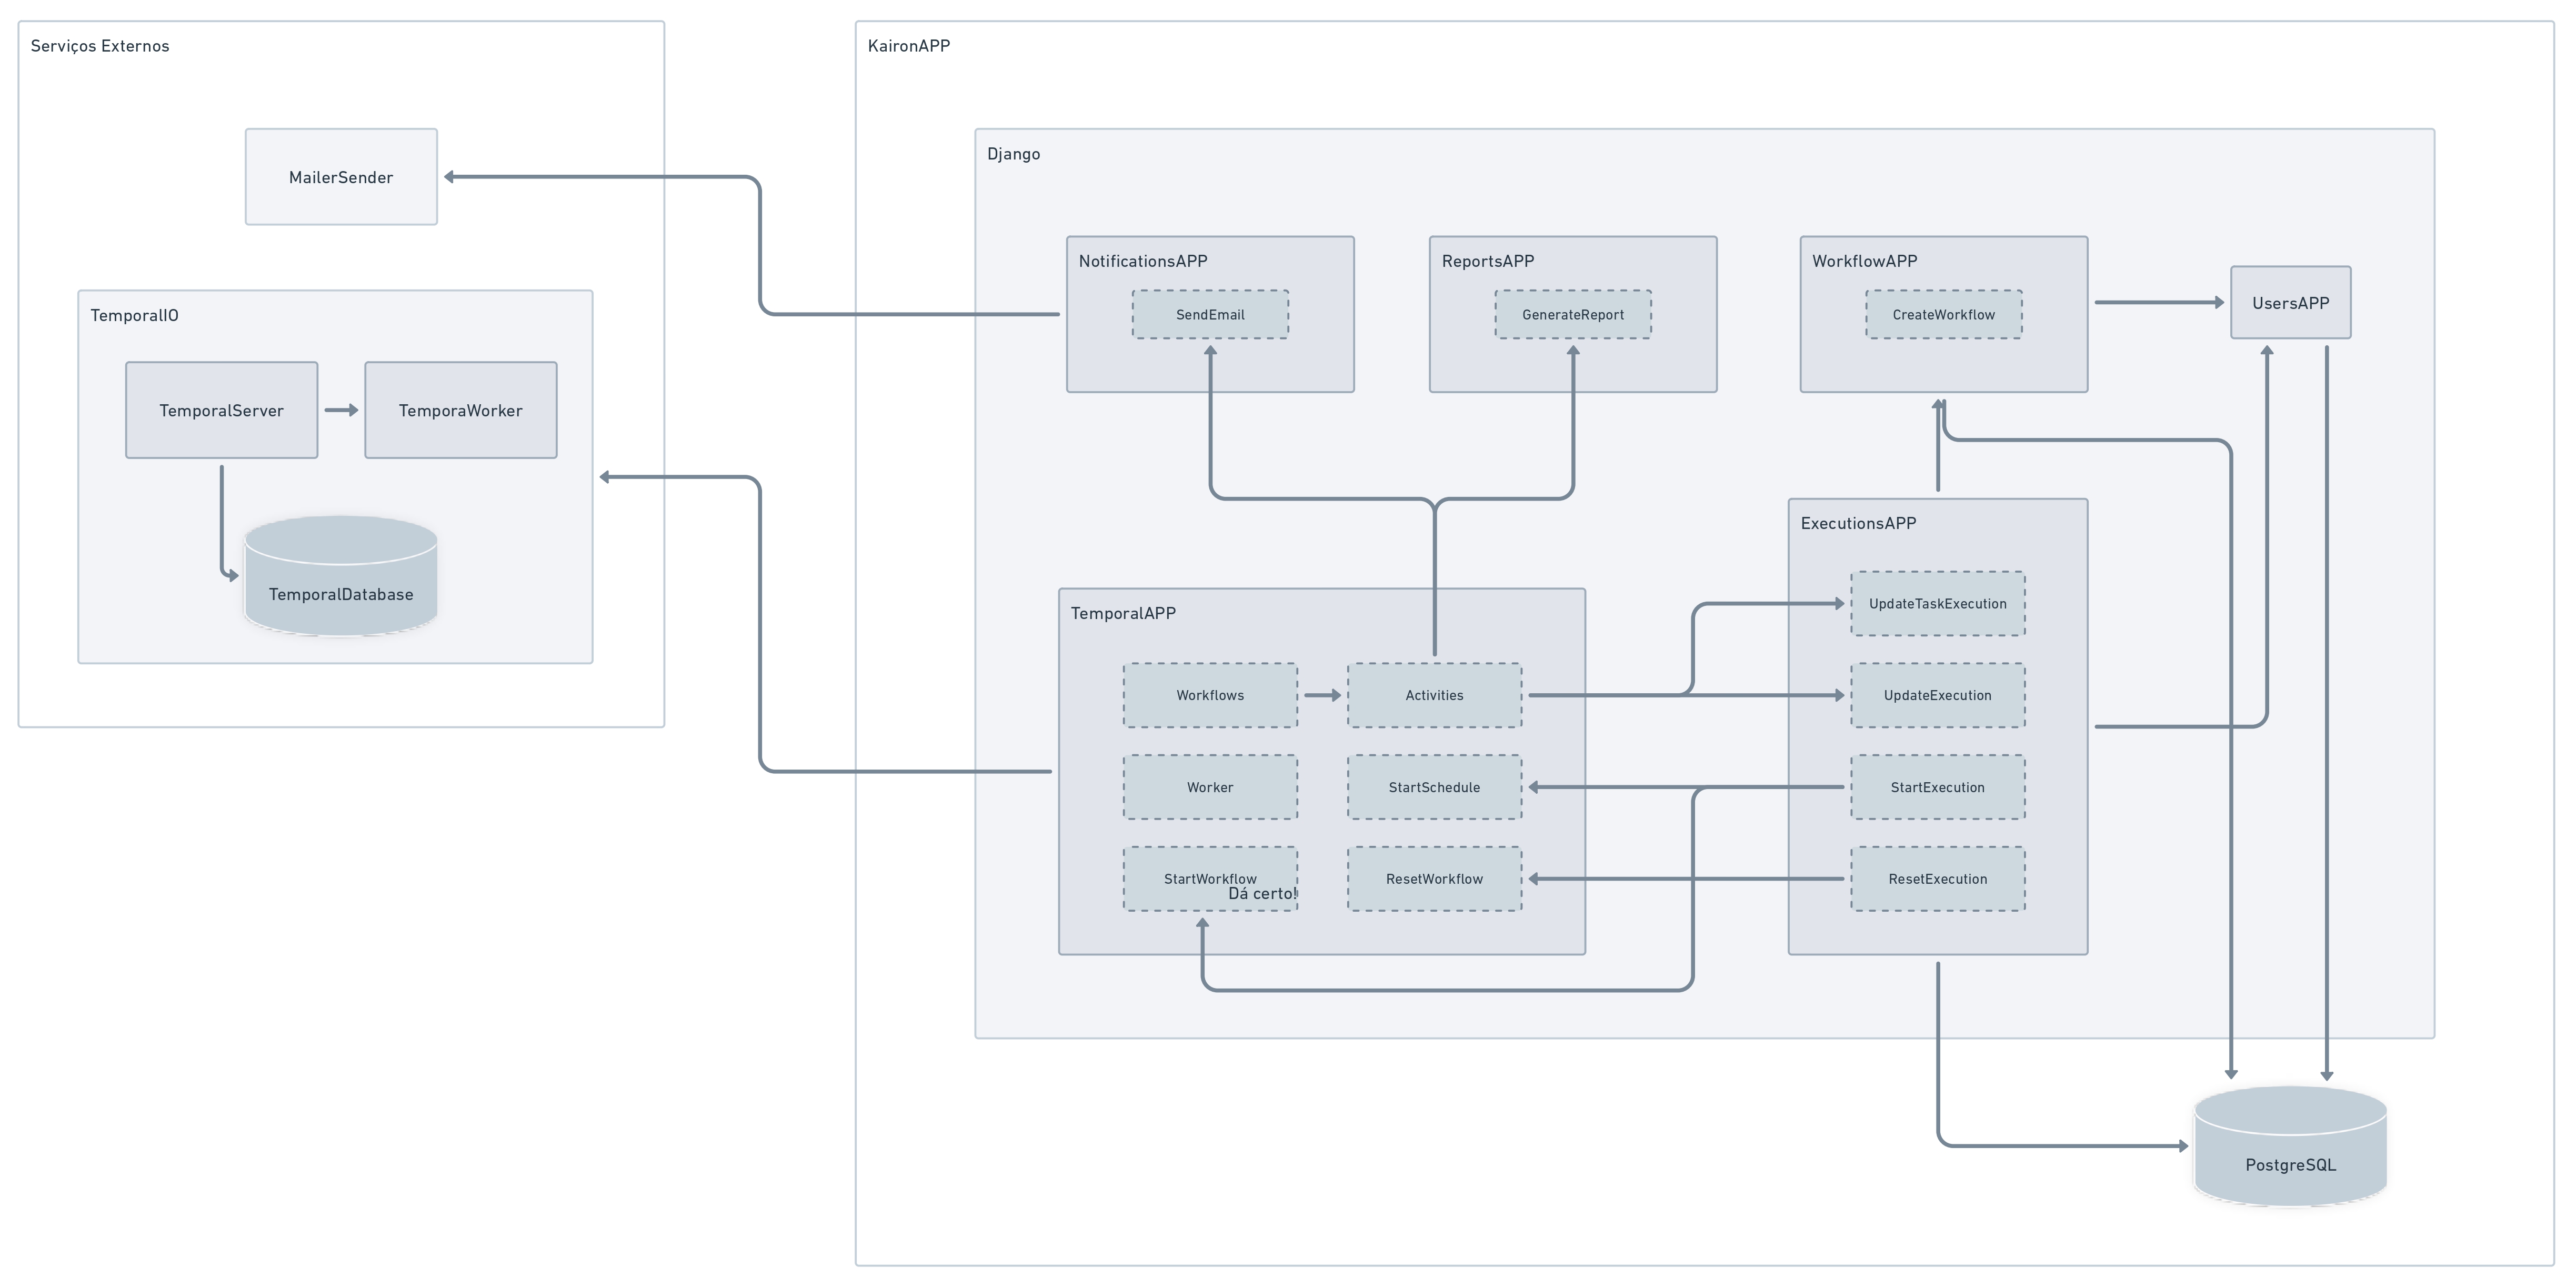 Serviços Externos
MailerSender
TemporalIO
TemporalServer
TemporaWorker
TemporalDatabase
KaironAPP
Django
NotificationsAPP
SendEmail
ReportsAPP
GenerateReport
WorkflowAPP
CreateWorkflow
UsersAPP
TemporalAPP
Workflows
Activities
Worker
StartSchedule
StartWorkflow
Dá certo!
ResetWorkflow
ExecutionsAPP
UpdateTaskExecution
UpdateExecution
StartExecution
ResetExecution
PostgreSQL